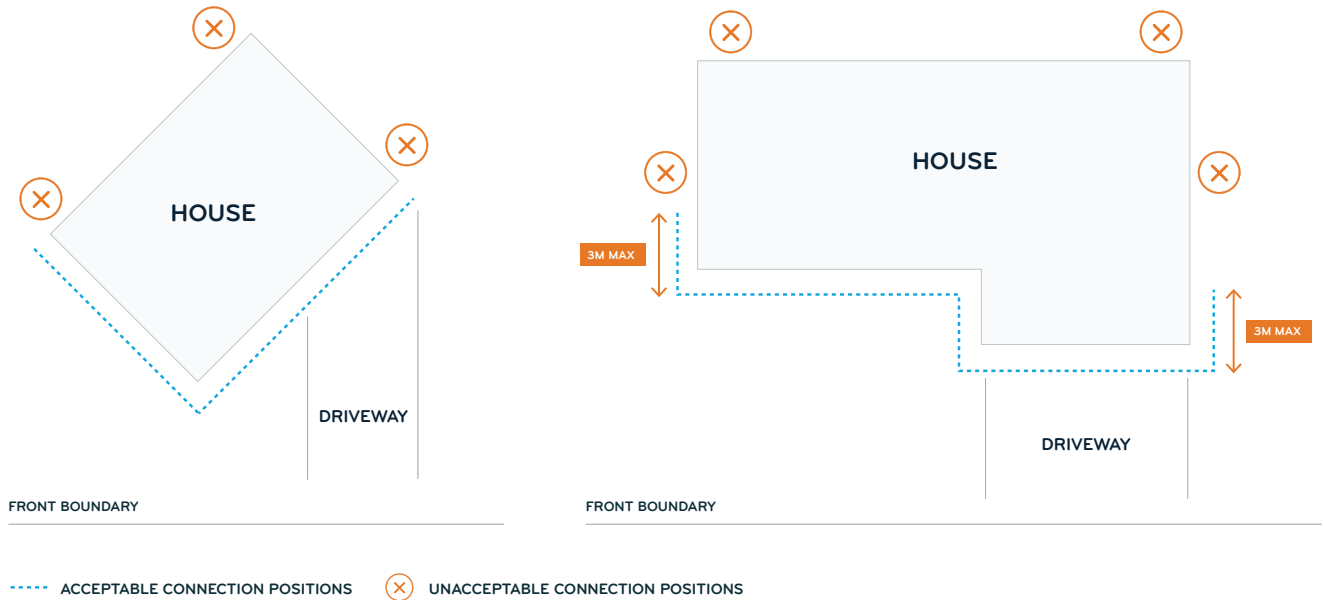 HOUSE
DRIVEWAY
FRONT BOUNDARY
HOUSE
3M MAX
3M MAX
DRIVEWAY
FRONT BOUNDARY
ACCEPTABLE CONNECTION POSITIONS
UNACCEPTABLE CONNECTION POSITIONS